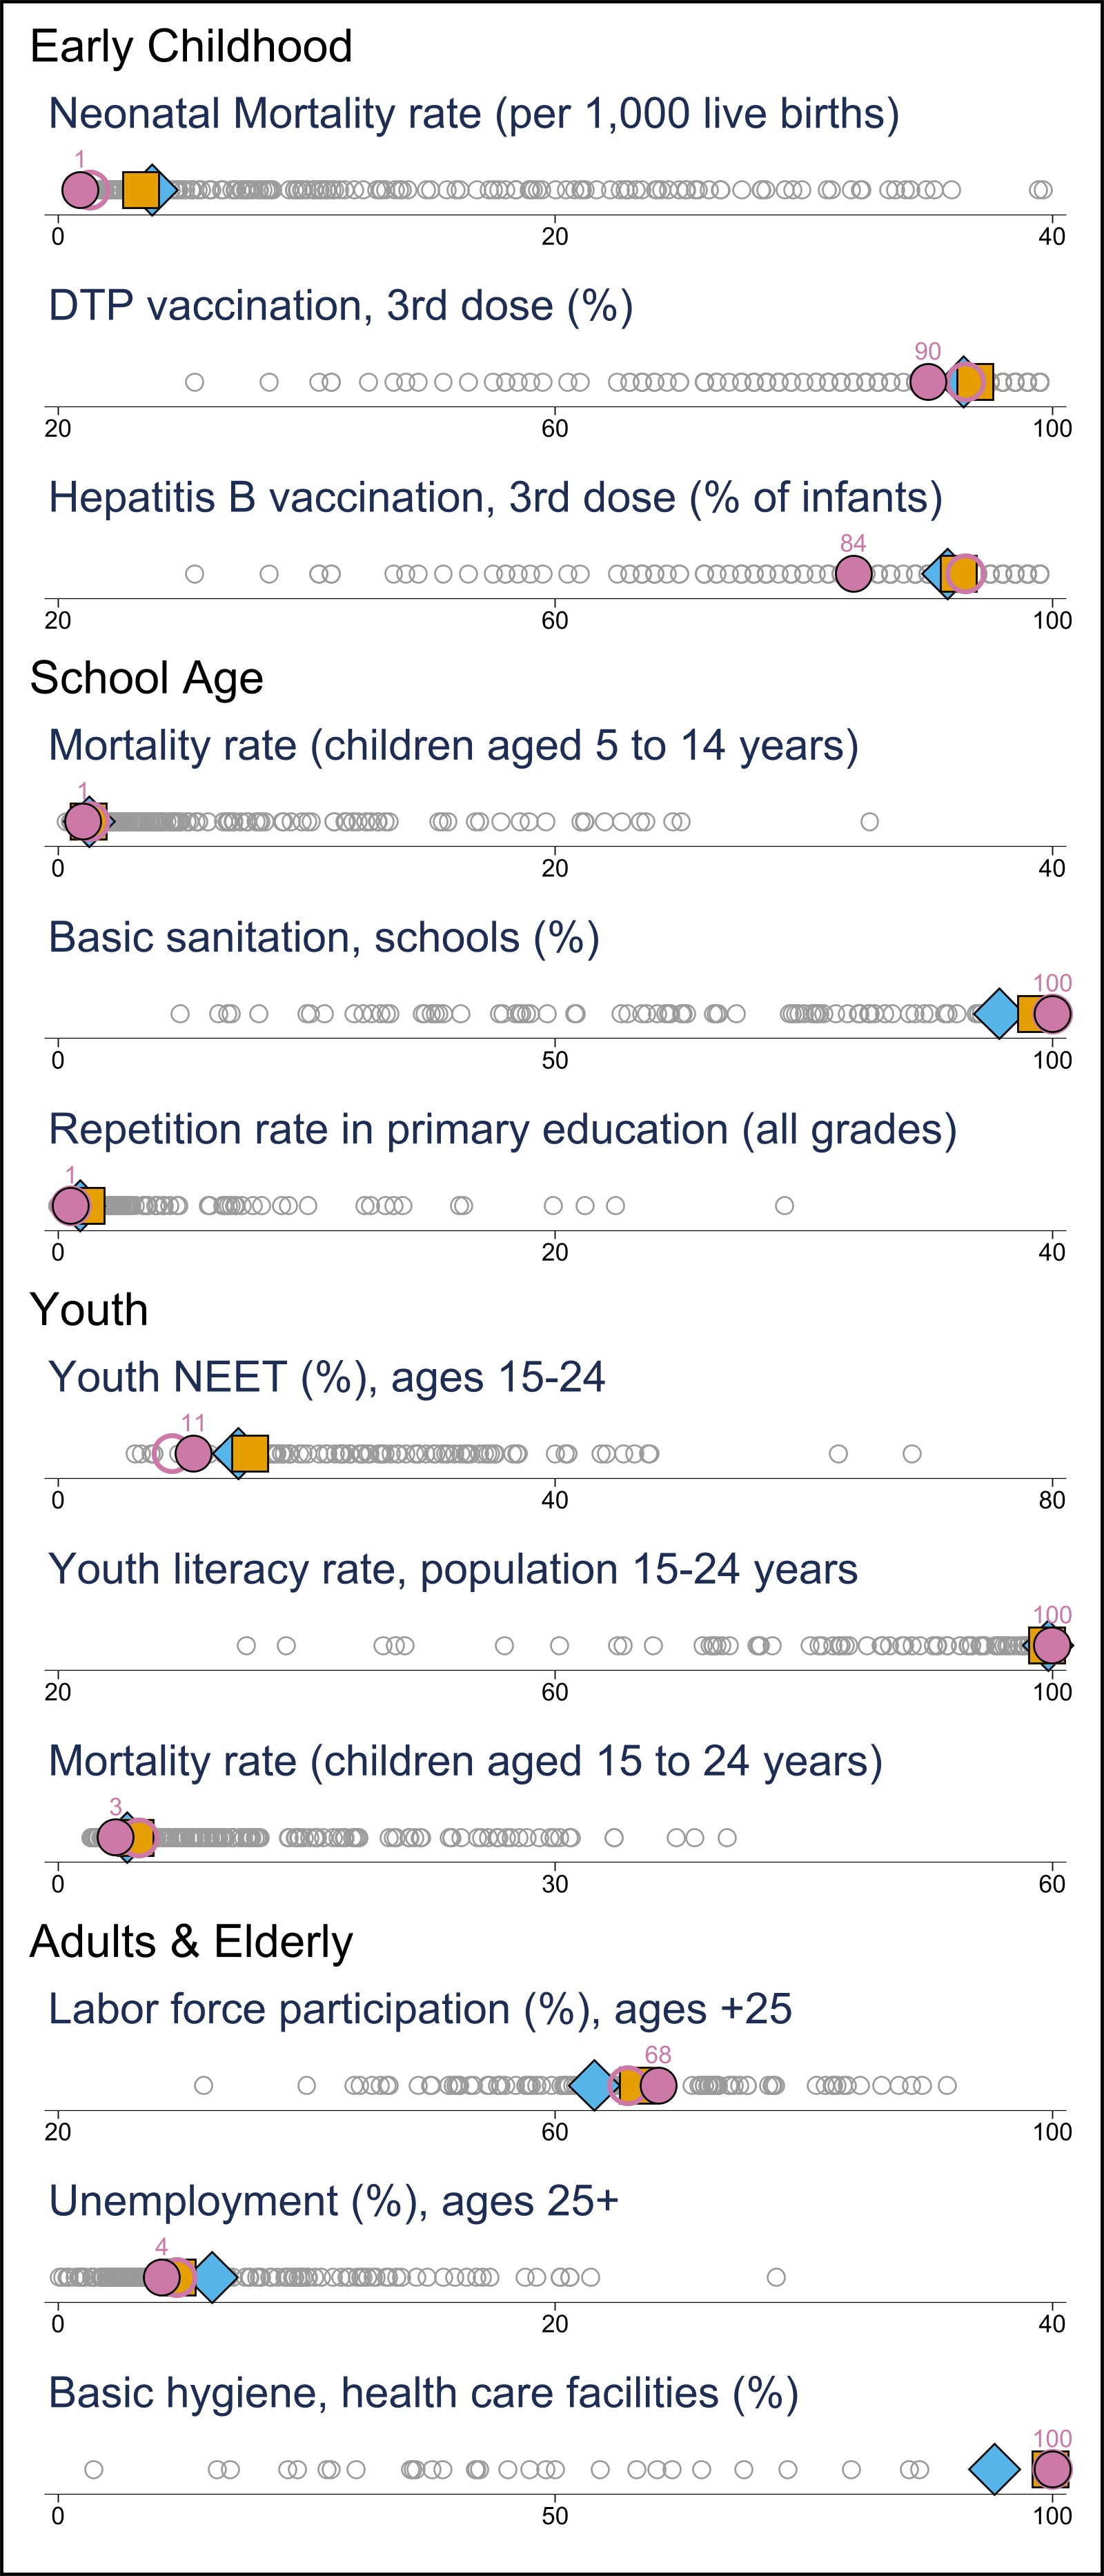 Early Childhood
Neonatal Mortality rate (per 1,000 live births)
1
0 20 40
DTP vaccination, 3rd dose (%)
90
20 60 100
Hepatitis B vaccination, 3rd dose (% of infants)
84
20 60 100
School Age
Mortality rate (children aged 5 to 14 years)
1
0 20 40
Basic sanitation, schools (%)
100
0 50 100
Repetition rate in primary education (all grades)
1
0 20 40
Youth
Youth NEET (%), ages 15-24
11
0 40 80
Youth literacy rate, population 15-24 years
100
20 60 100
Mortality rate (children aged 15 to 24 years)
3
0 30 60
Adults & Elderly
Labor force participation (%), ages +25
68
20 60 100
Unemployment (%), ages 25+
4
0 20 40
Basic hygiene, health care facilities (%)
100
0 50 100